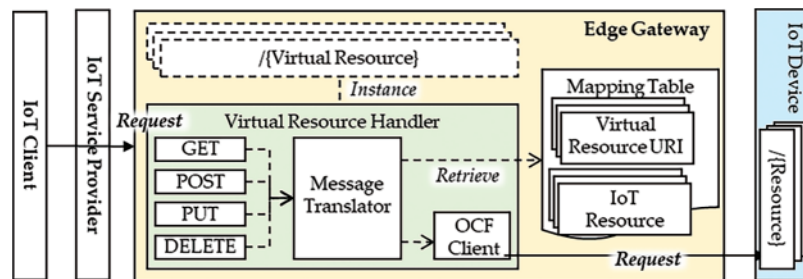 IoT Client
IoT Service Provider
Edge Gateway
/{Virtual Resource}
Instance
Request
Virtual Resource Handler
GET
POST
PUT
DELETE
Message
Translator
Retrieve
OCF
Client
Mapping Table
Virtual
Resource URI
IoT
Resource
Request
IoT Device
/{Resource}